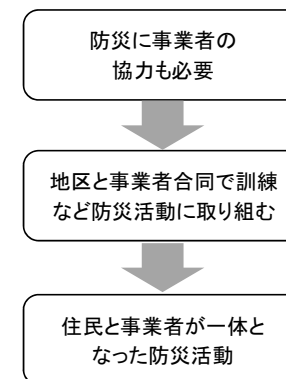 防災に事業者の
協力も必要
地区と事業者合同で訓練
など防災活動に取り組む
住民と事業者が一体と
なった防災活動